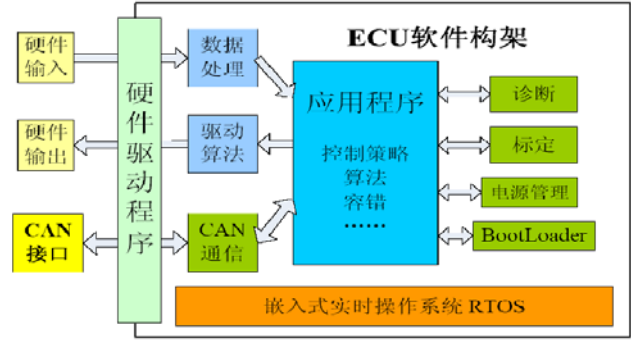 ECU软件构架
硬件
输入
硬件
输出
CAN
接口
硬
件
驱
动
程
序
数据
处理
驱动
算法
CAN
通信
应用程序
控制策略
算法
容错
……
诊断
标定
电源管理
BootLoader
嵌入式实时操作系统 RTOS